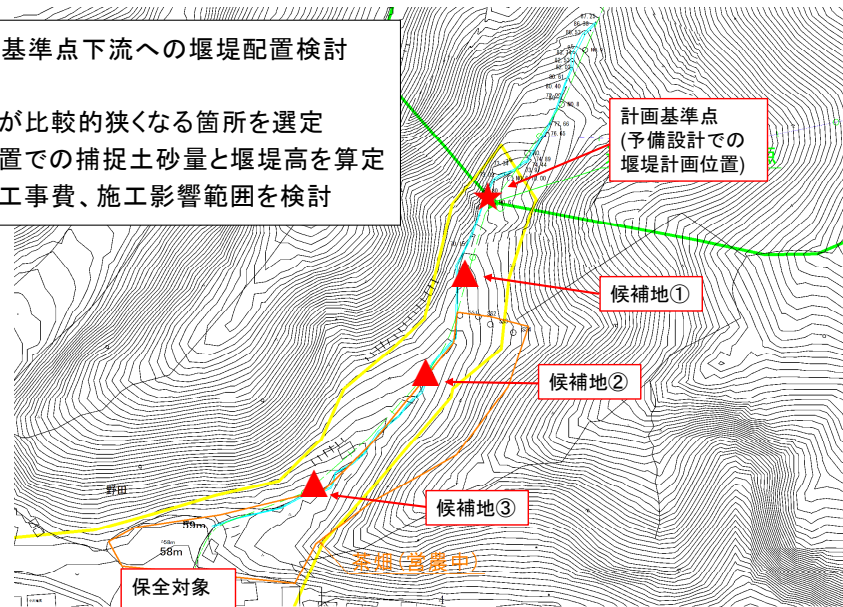 基準点下流への堰堤配置検討
が比較的狭くなる箇所を選定
置での捕捉土砂量と堰堤高を算定
工事費、施工影響範囲を検討
計画基準点
(予備設計での
堰堤計画位置)
候補地①
候補地②
候補地③
野田
59m
58m
茶畑(営農中)
保全対象